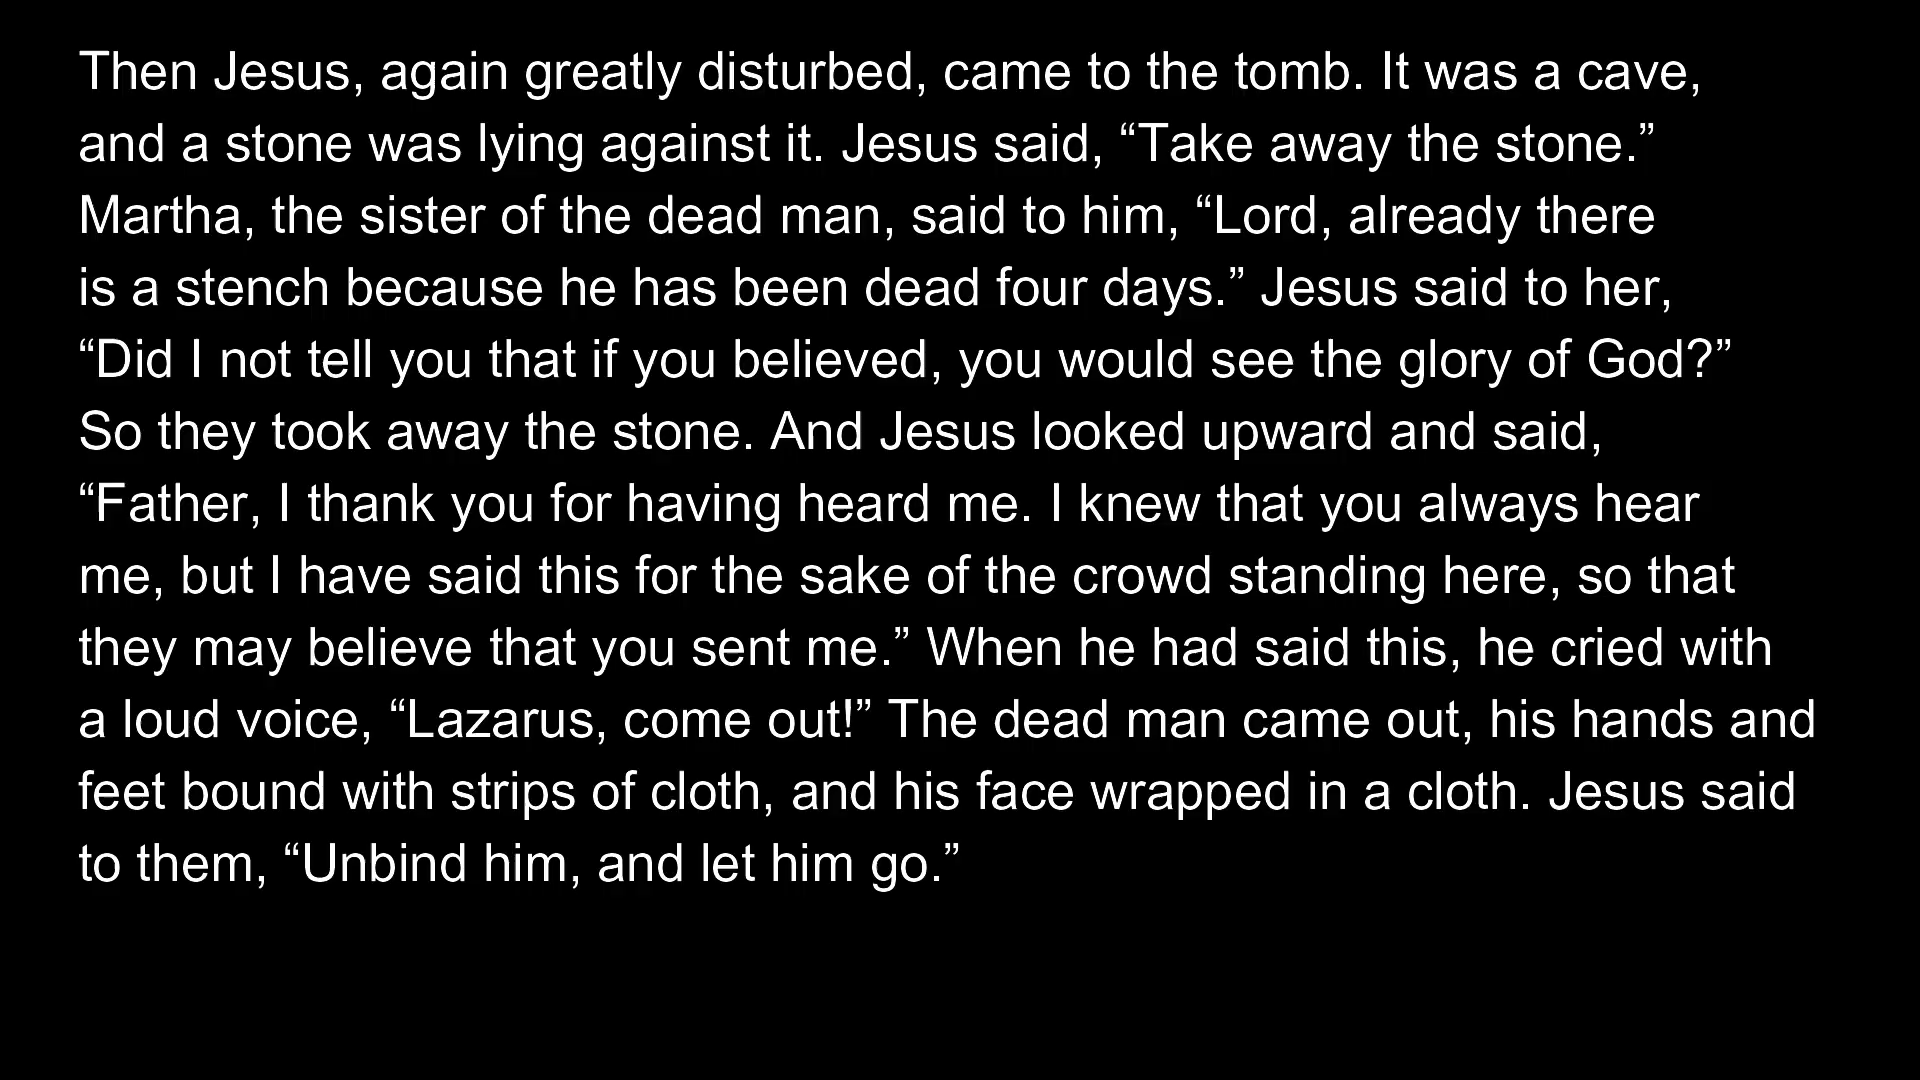 Then Jesus, again greatly disturbed, came to the tomb. It was a cave,
and a stone was lying against it. Jesus said, “Take away the stone.”
Martha, the sister of the dead man, said to him, “Lord, already there
is a stench because he has been dead four days.” Jesus said to her,
“Did I not tell you that if you believed, you would see the glory of God?”
So they took away the stone. And Jesus looked upward and said,
“Father, I thank you for having heard me. I knew that you always hear
me, but I have said this for the sake of the crowd standing here, so that
they may believe that you sent me.” When he had said this, he cried with
a loud voice, “Lazarus, come out!” The dead man came out, his hands and
feet bound with strips of cloth, and his face wrapped in a cloth. Jesus said
to them, “Unbind him, and let him go.”